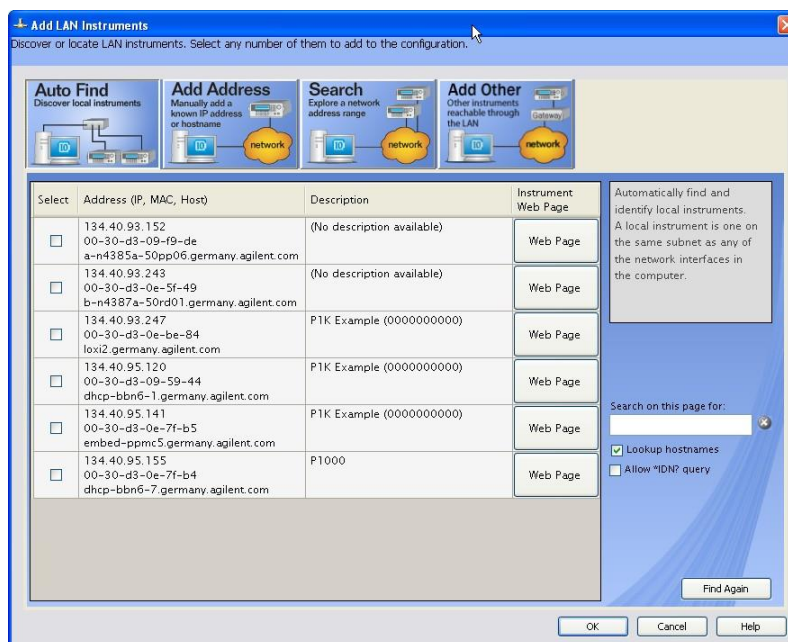 Add LAN Instruments
Discover or locate LAN instruments. Select any number of them to add to the configuration.
Auto Find
Discover local instruments
IO
Add Address
Manually add a
known IP address
or hostname
IO
network
Search
Explore a network
address range
IO
network
Add Other
Other instruments
reachable through
the LAN
Gateway
IO
network
Select
Address (IP, MAC, Host)
Description
Instrument
Web Page
134.40.93.152
00-30-d3-09-f9-de
a-n4385a-50pp06.germany.agilent.com
(No description available)
Web Page
134.40.93.243
00-30-d3-0e-5f-49
b-n4387a-50rd01.germany.agilent.com
(No description available)
Web Page
134.40.93.247
00-30-d3-0e-be-84
loxi2.germany.agilent.com
P1K Example (0000000000)
Web Page
134.40.95.120
00-30-d3-09-59-44
dhcp-bbn6-1.germany.agilent.com
P1K Example (0000000000)
Web Page
134.40.95.141
00-30-d3-0e-7f-b5
embed-ppmc5.germany.agilent.com
P1K Example (0000000000)
Web Page
134.40.95.155
00-30-d3-0e-7f-b4
dhcp-bbn6-7.germany.agilent.com
P1000
Web Page
Automatically find and
identify local instruments.
A local instrument is one on
the same subnet as any of
the network interfaces in
the computer.
Search on this page for:
Lookup hostnames
Allow *IDN? query
Find Again
OK
Cancel
Help